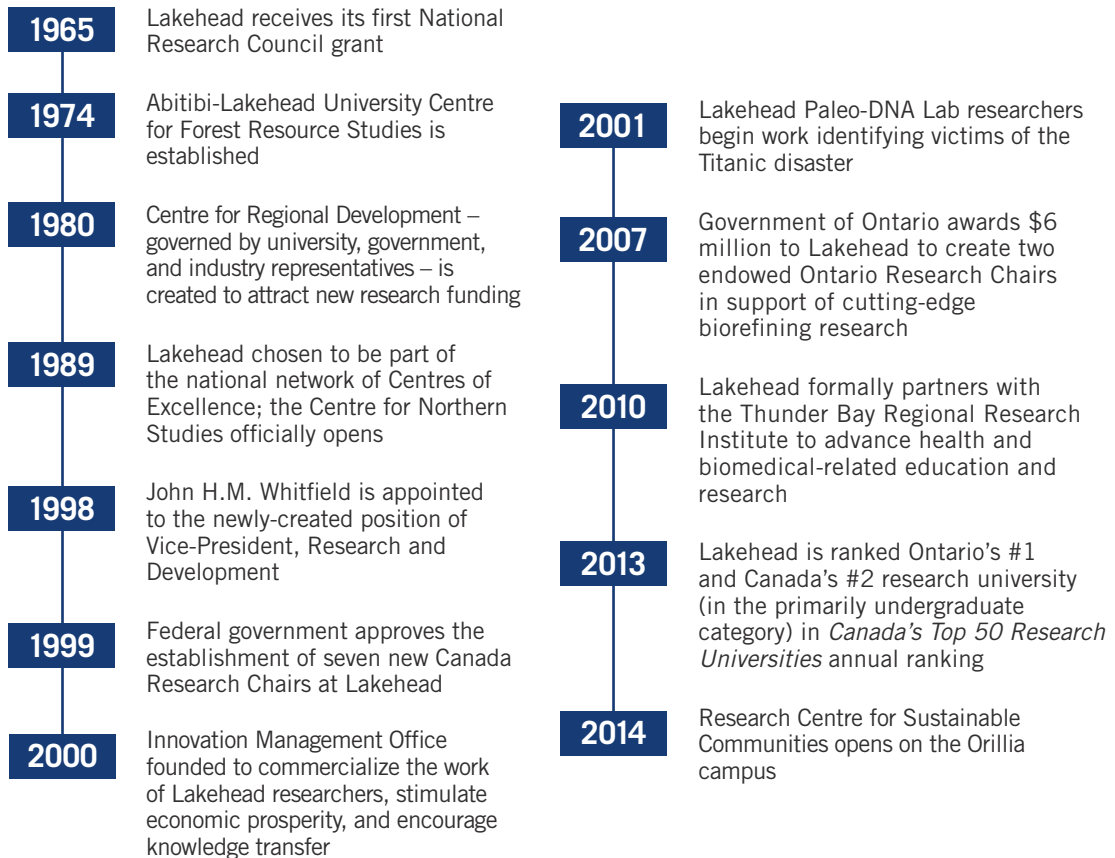 1965
Lakehead receives its first National
Research Council grant
1974
Abitibi-Lakehead University Centre
for Forest Resource Studies is
established
1980
Centre for Regional Development –
governed by university, government,
and industry representatives – is
created to attract new research funding
1989
Lakehead chosen to be part of
the national network of Centres of
Excellence; the Centre for Northern
Studies officially opens
1998
John H.M. Whitfield is appointed
to the newly-created position of
Vice-President, Research and
Development
1999
Federal government approves the
establishment of seven new Canada
Research Chairs at Lakehead
2000
Innovation Management Office
founded to commercialize the work
of Lakehead researchers, stimulate
economic prosperity, and encourage
knowledge transfer
2001
Lakehead Paleo-DNA Lab researchers
begin work identifying victims of the
Titanic disaster
2007
Government of Ontario awards $6
million to Lakehead to create two
endowed Ontario Research Chairs
in support of cutting-edge
biorefining research
2010
Lakehead formally partners with
the Thunder Bay Regional Research
Institute to advance health and
biomedical-related education and
research
2013
Lakehead is ranked Ontario’s #1
and Canada’s #2 research university
(in the primarily undergraduate
category) in Canada’s Top 50 Research
Universities annual ranking
2014
Research Centre for Sustainable
Communities opens on the Orillia
campus